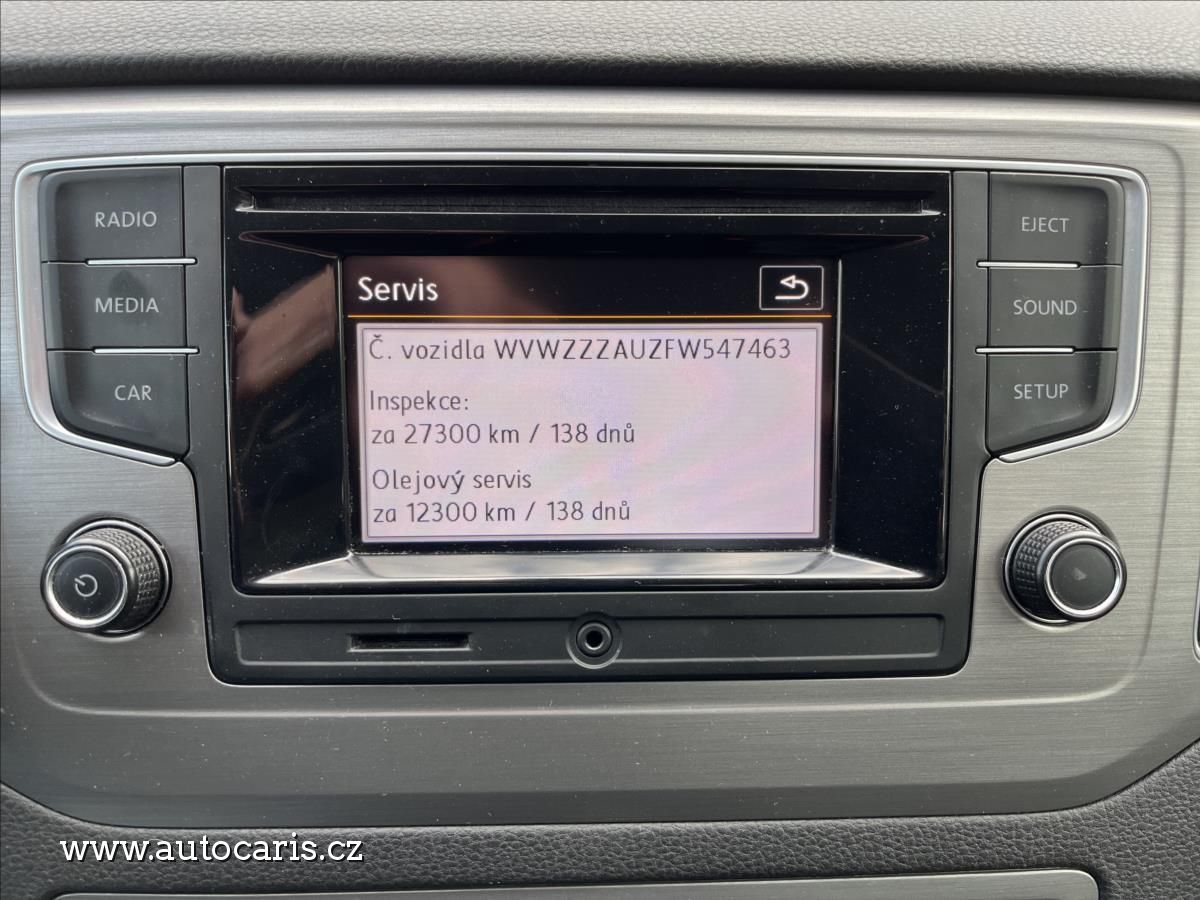 RADIO
MEDIA
CAR
Servis
Č. vozidla WVWZZZAUZFW547463
Inspekce:
za 27300 km / 138 dnů
Olejový servis
za 12300 km / 138 dnů
EJECT
SOUND
SETUP
www.autocaris.cz